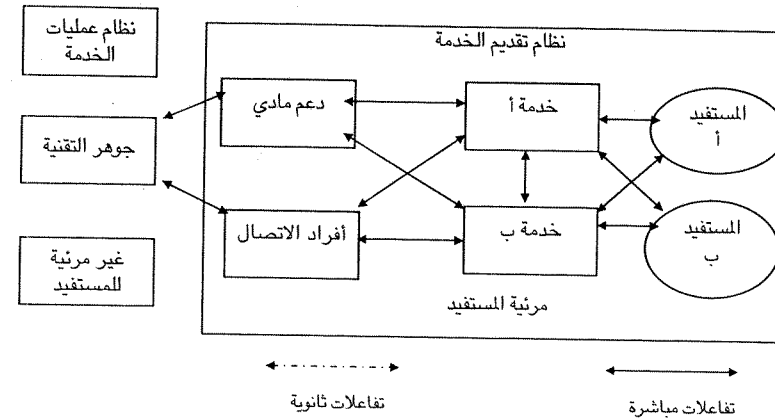 نظام تقديم الخدمة
نظام عمليات
الخدمة
المستفيد
أ
خدمة أ
دعم مادي
جوهر التقنية
المستفيد
ب
خدمة ب
أفراد الاتصال
غير مرئية
للمستفيد
مرئية المستفيد
تفاعلات مباشرة
تفاعلات ثانوية